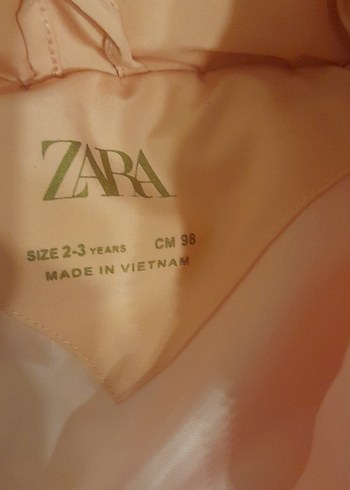 ZARA
SIZE 2-3 YEARS CM 98
MADE IN VIETNAM